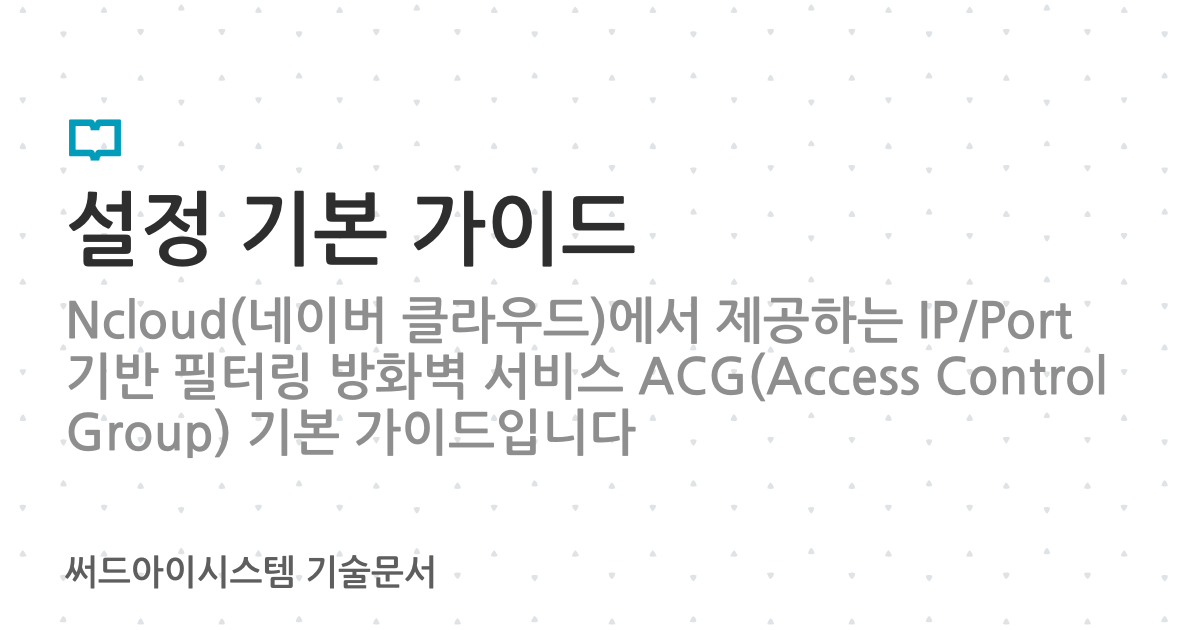 설정 기본 가이드
Ncloud(네이버 클라우드)에서 제공하는 IP/Port
기반 필터링 방화벽 서비스 ACG(Access Control
Group) 기본 가이드입니다
써드아이시스템 기술문서